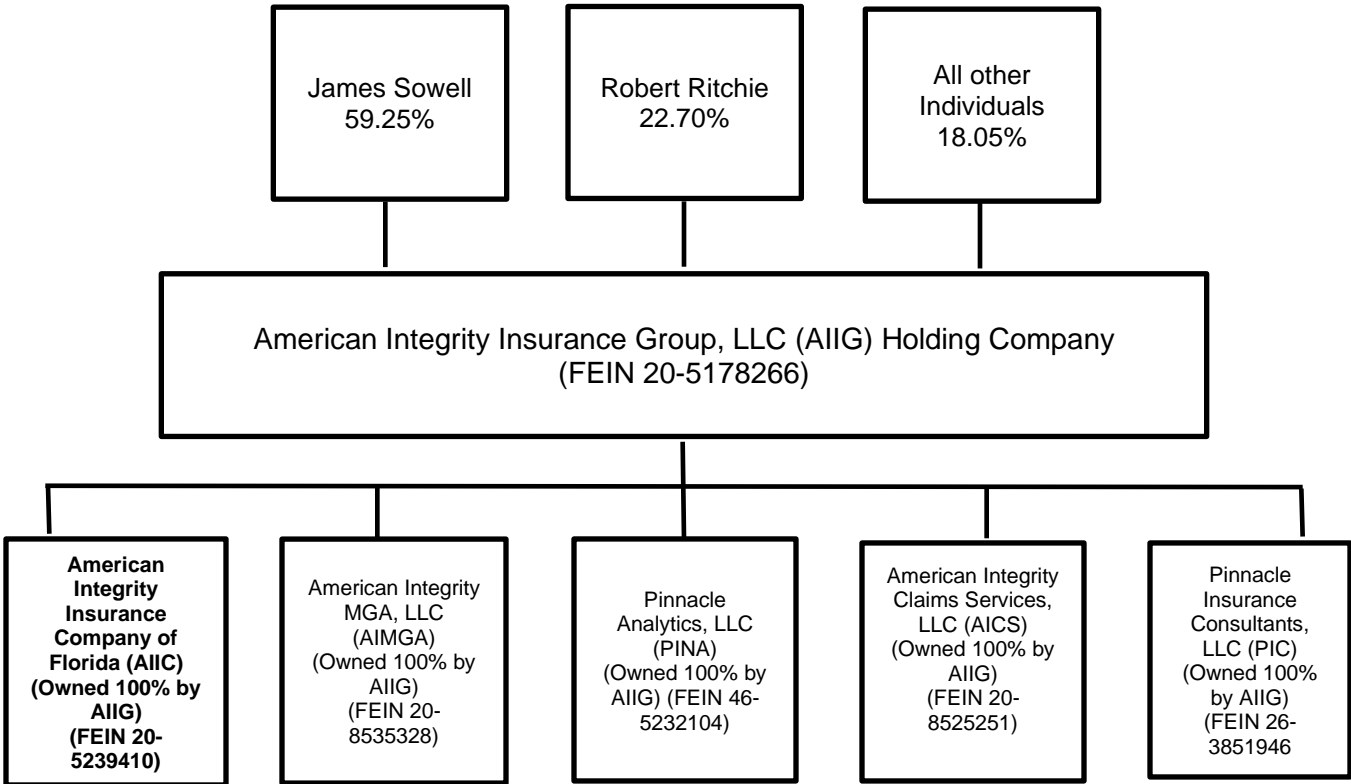 James Sowell
59.25%
Robert Ritchie
22.70%
All other
Individuals
18.05%
American Integrity Insurance Group, LLC (AIIG) Holding Company
(FEIN 20-5178266)
American
Integrity
Insurance
Company of
Florida (AIIC)
(Owned 100% by
AIIG)
(FEIN 20-
5239410)
American Integrity
MGA, LLC
(AIMGA)
(Owned 100% by
AIIG)
(FEIN 20-
8535328)
Pinnacle
Analytics, LLC
(PINA)
(Owned 100% by
AIIG) (FEIN 46-
5232104)
American Integrity
Claims Services,
LLC (AICS)
(Owned 100% by
AIIG)
(FEIN 20-
8525251)
Pinnacle
Insurance
Consultants,
LLC (PIC)
(Owned 100%
by AIIG)
(FEIN 26-
3851946